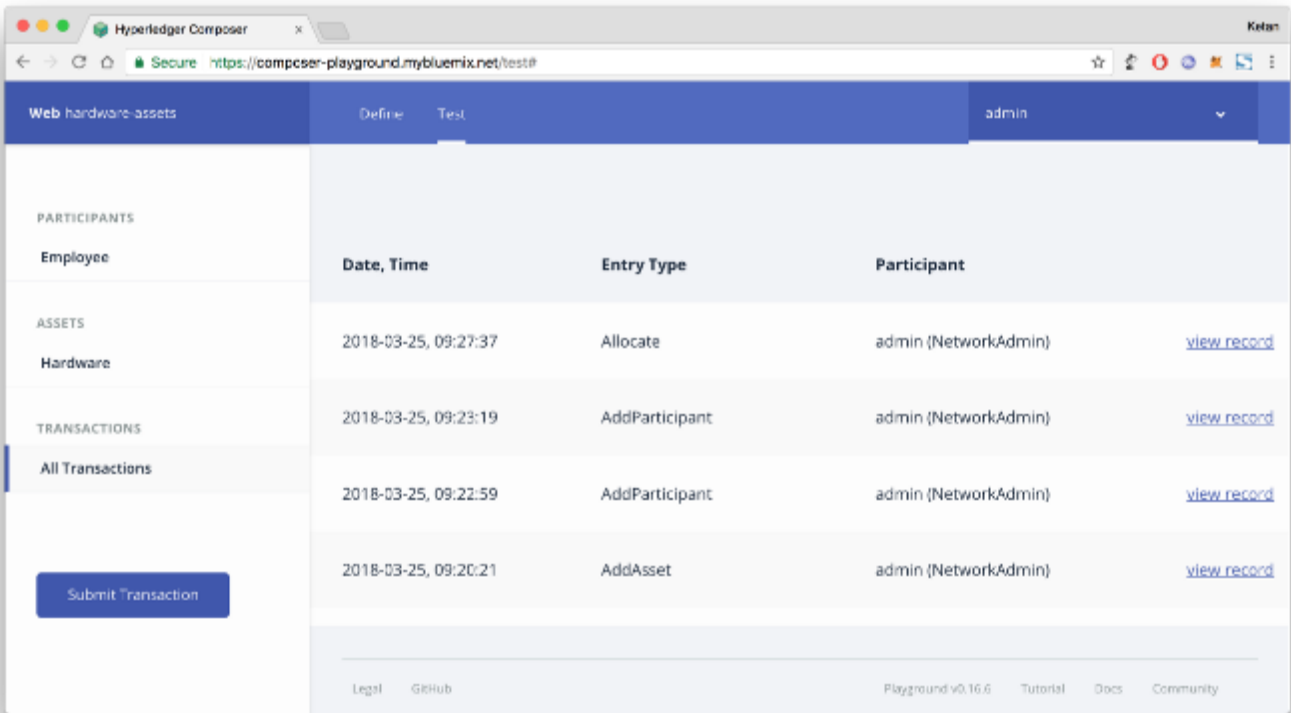 Hyperledger Composer
Ketan
Secure https://composer-playground.mybluemix.net/test#
Web hardware-assets
Define Test
admin
PARTICIPANTS
Employee
ASSETS
Hardware
TRANSACTIONS
All Transactions
Submit Transaction
Date, Time Entry Type Participant
2018-03-25, 09:27:37 Allocate admin (NetworkAdmin) view record
2018-03-25, 09:23:19 AddParticipant admin (NetworkAdmin) view record
2018-03-25, 09:22:59 AddParticipant admin (NetworkAdmin) view record
2018-03-25, 09:20:21 AddAsset admin (NetworkAdmin) view record
Legal GitHub Playground v0.16.6 Tutorial Docs Community